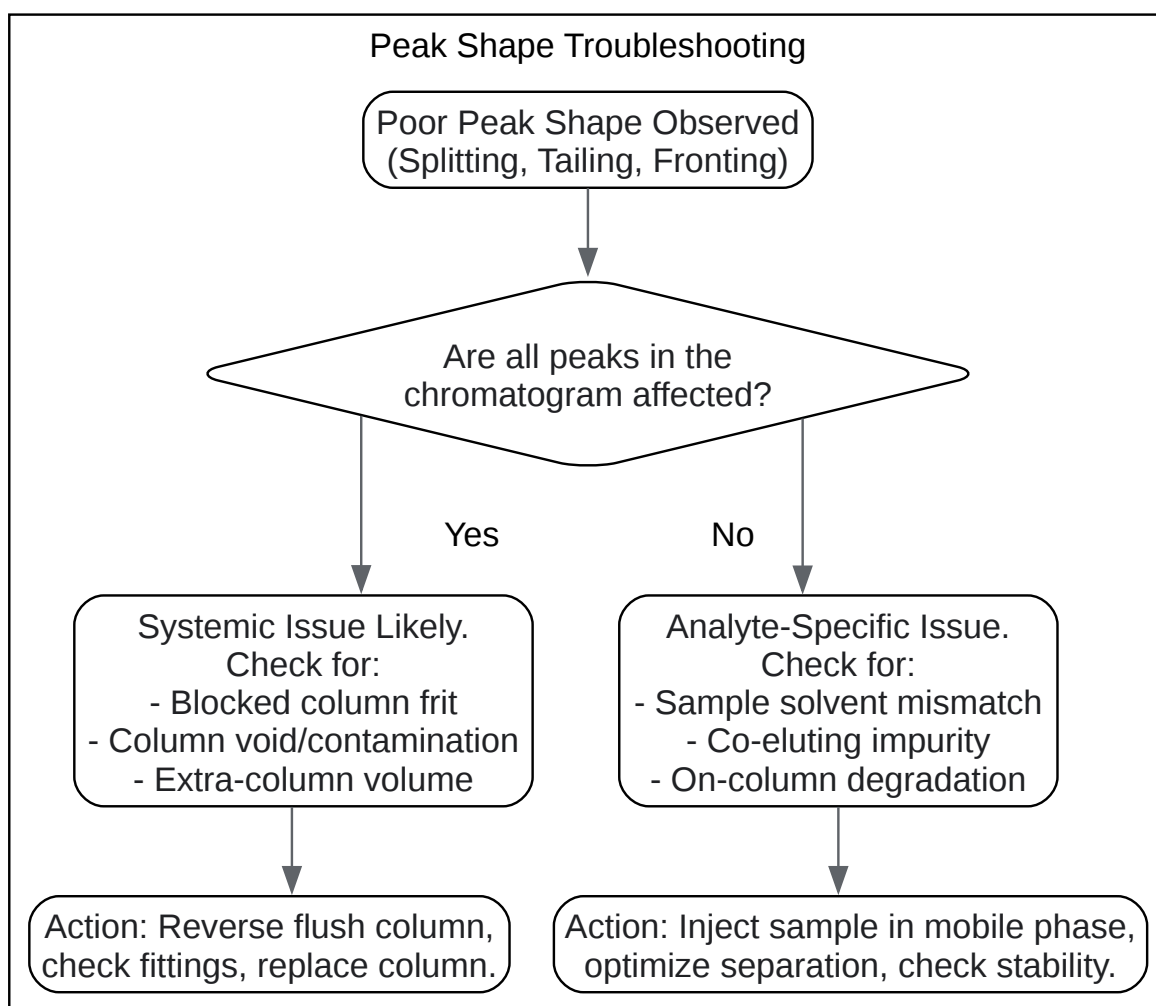 Peak Shape Troubleshooting
Poor Peak Shape Observed
(Splitting, Tailing, Fronting)
Are all peaks in the
chromatogram affected?
Yes
No
Systemic Issue Likely.
Check for:
- Blocked column frit
- Column void/contamination
- Extra-column volume
Analyte-Specific Issue.
Check for:
- Sample solvent mismatch
- Co-eluting impurity
- On-column degradation
Action: Reverse flush column,
check fittings, replace column.
Action: Inject sample in mobile phase,
optimize separation, check stability.